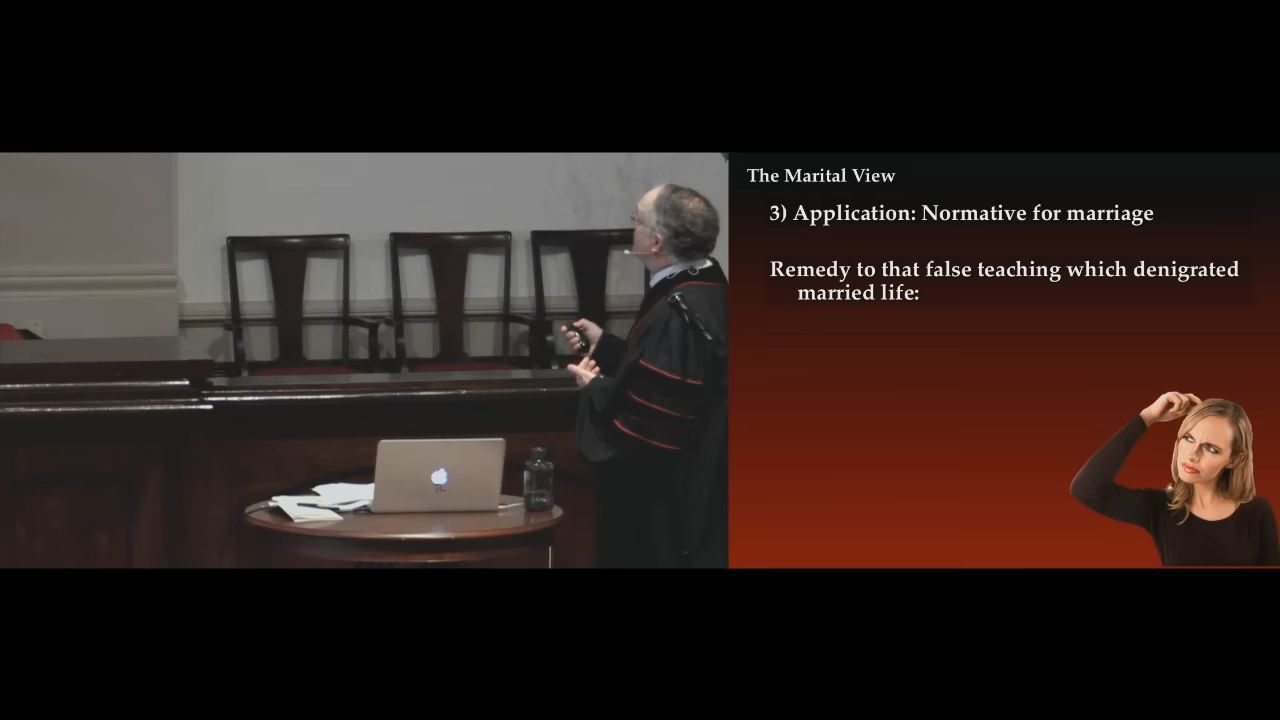 The Marital View
3) Application: Normative for marriage
Remedy to that false teaching which denigrated
married life: